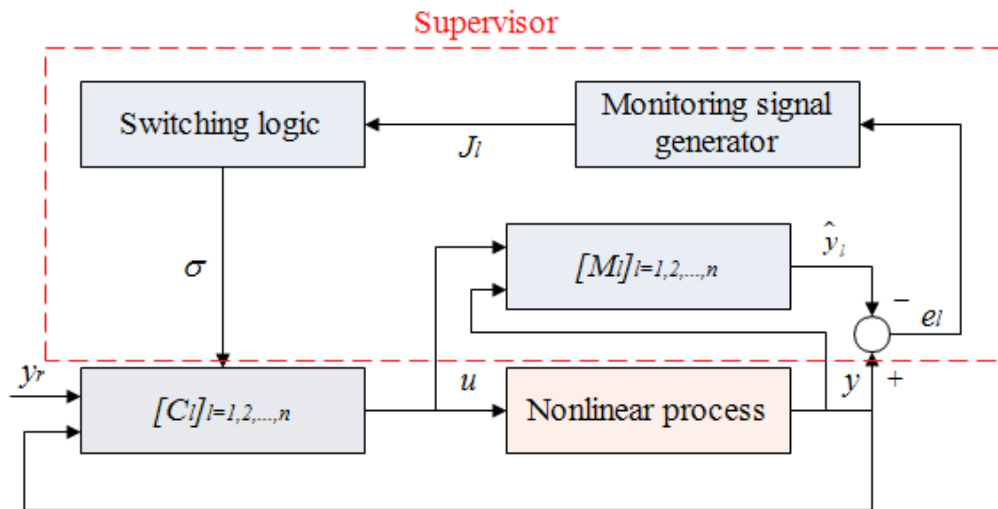 Supervisor
Switching logic
Monitoring signal
generator
J_l
σ
[M_l]_{l=1,2,...,n}
ŷ_l
−
e_l
y_r
[C_l]_{l=1,2,...,n}
u
Nonlinear process
y
+